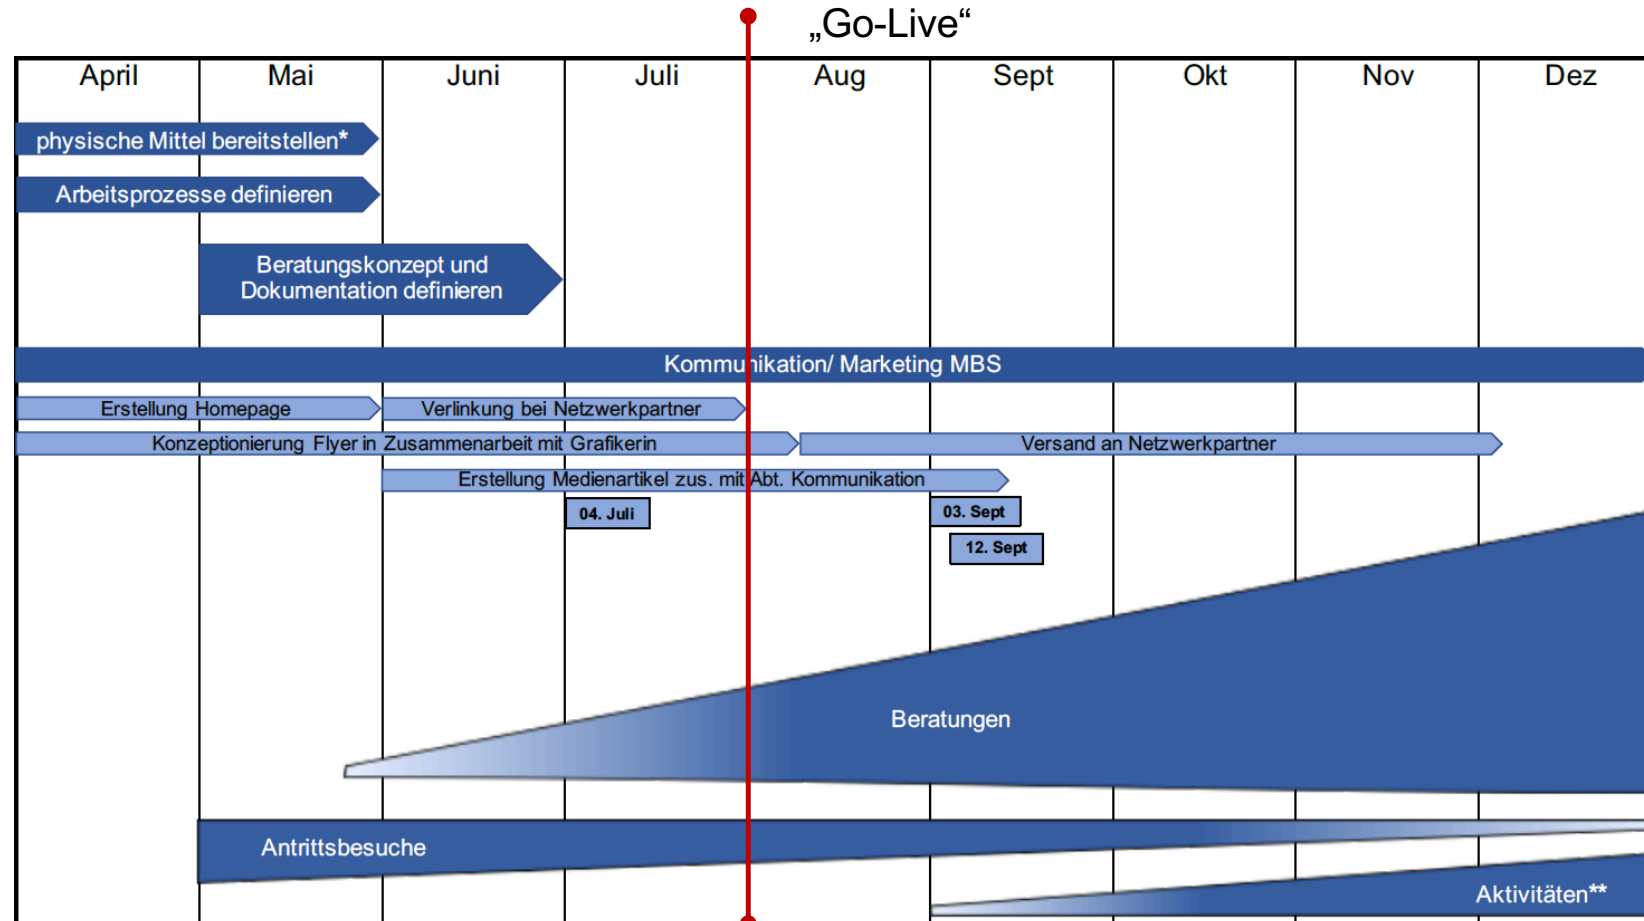 „Go-Live“
April Mai Juni Juli Aug Sept Okt Nov Dez
physische Mittel bereitstellen*
Arbeitsprozesse definieren
Beratungskonzept und
Dokumentation definieren
Kommunikation/ Marketing MBS
Erstellung Homepage
Verlinkung bei Netzwerkpartner
Konzeptionierung Flyer in Zusammenarbeit mit Grafikerin
Versand an Netzwerkpartner
Erstellung Medienartikel zus. mit Abt. Kommunikation
04. Juli
03. Sept
12. Sept
Beratungen
Antrittsbesuche
Aktivitäten**